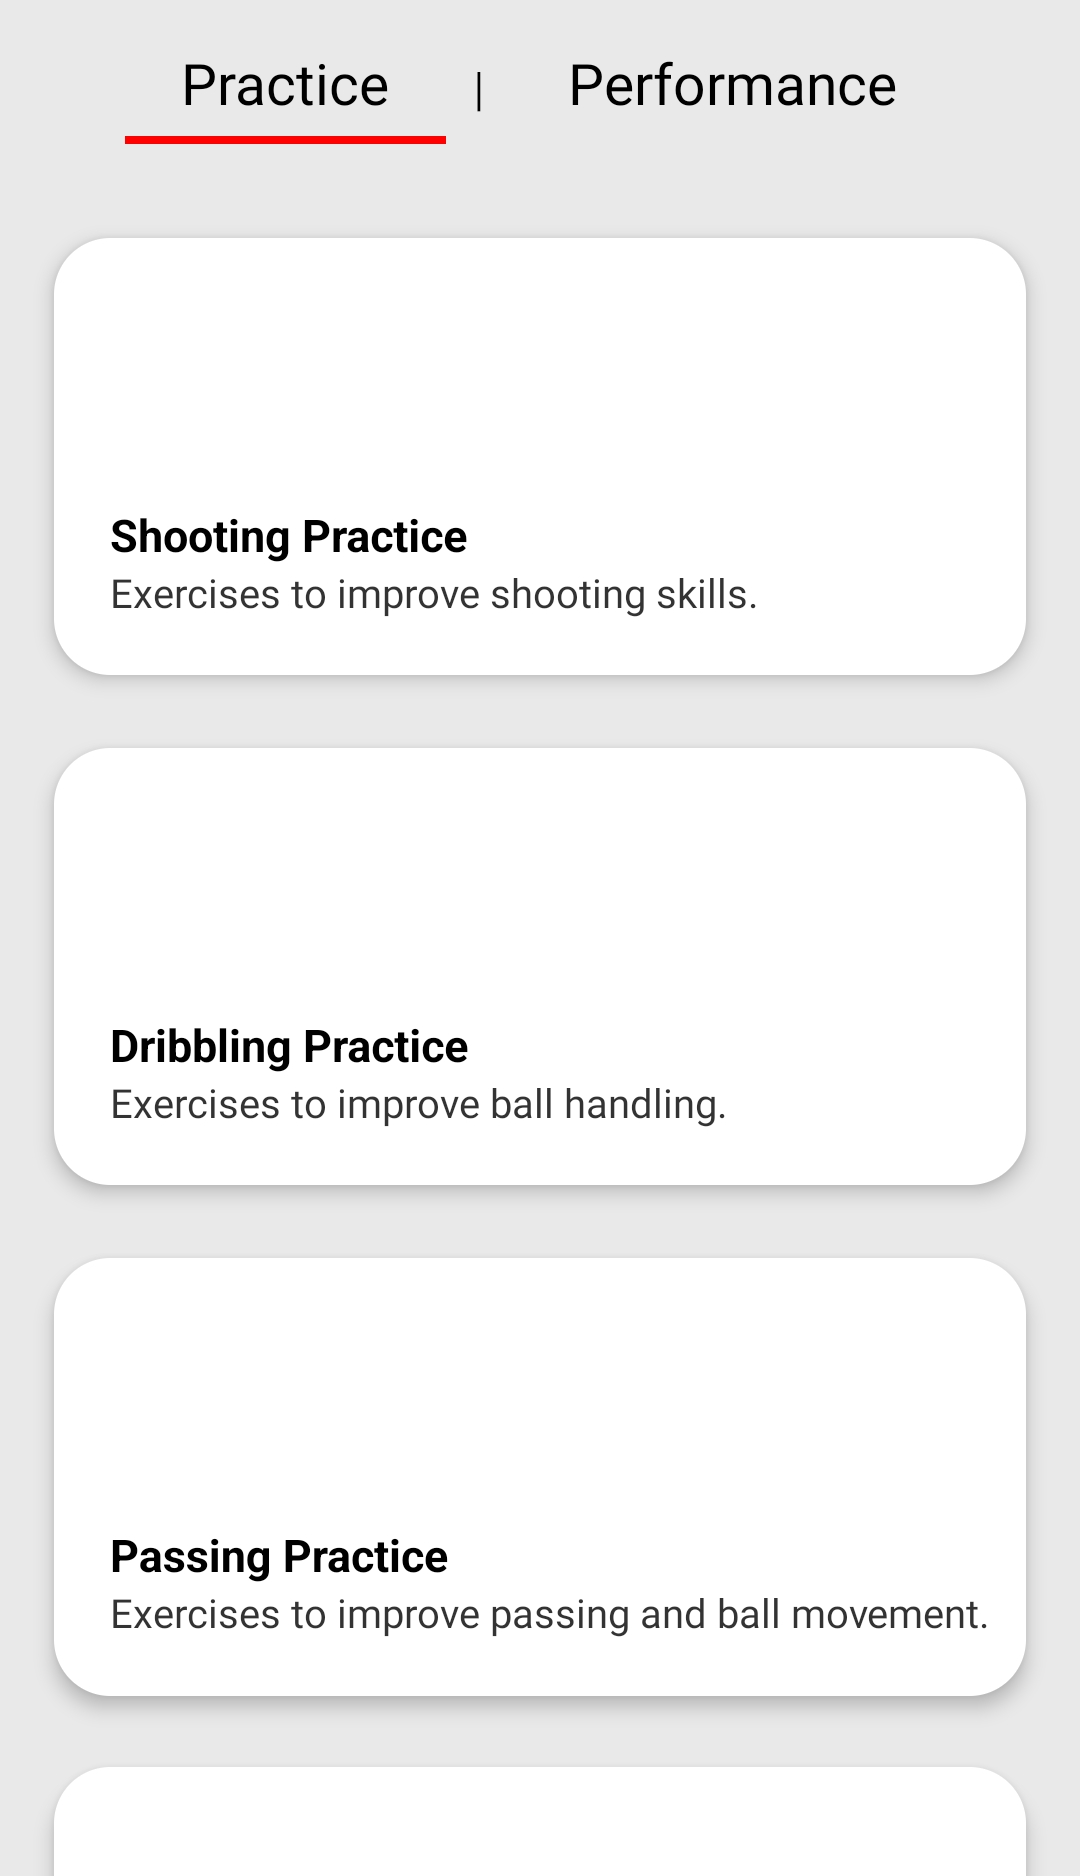 Practice | Performance
Shooting Practice
Exercises to improve shooting skills.
Dribbling Practice
Exercises to improve ball handling.
Passing Practice
Exercises to improve passing and ball movement.